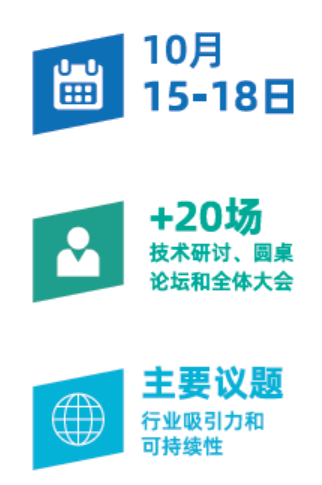 10月
15-18日
+20场
技术研讨、圆桌
论坛和全体大会
主要议题
行业吸引力和
可持续性